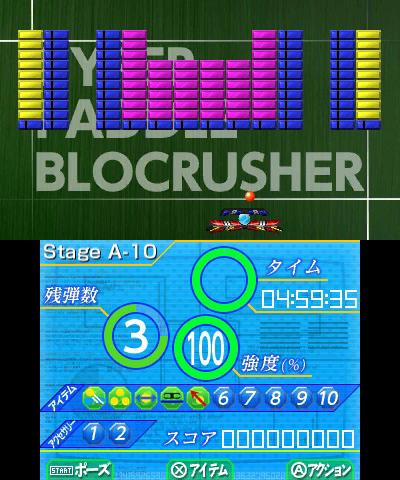 BLOCRUSHER
Stage A-10
タイム
04:59:35
残弾数
3
100
強度(%)
アイテム 6 7 8 9 10
アクセサリー 1 2 スコア 000000000
START ポーズ Ⓧアイテム Ⓐアクション